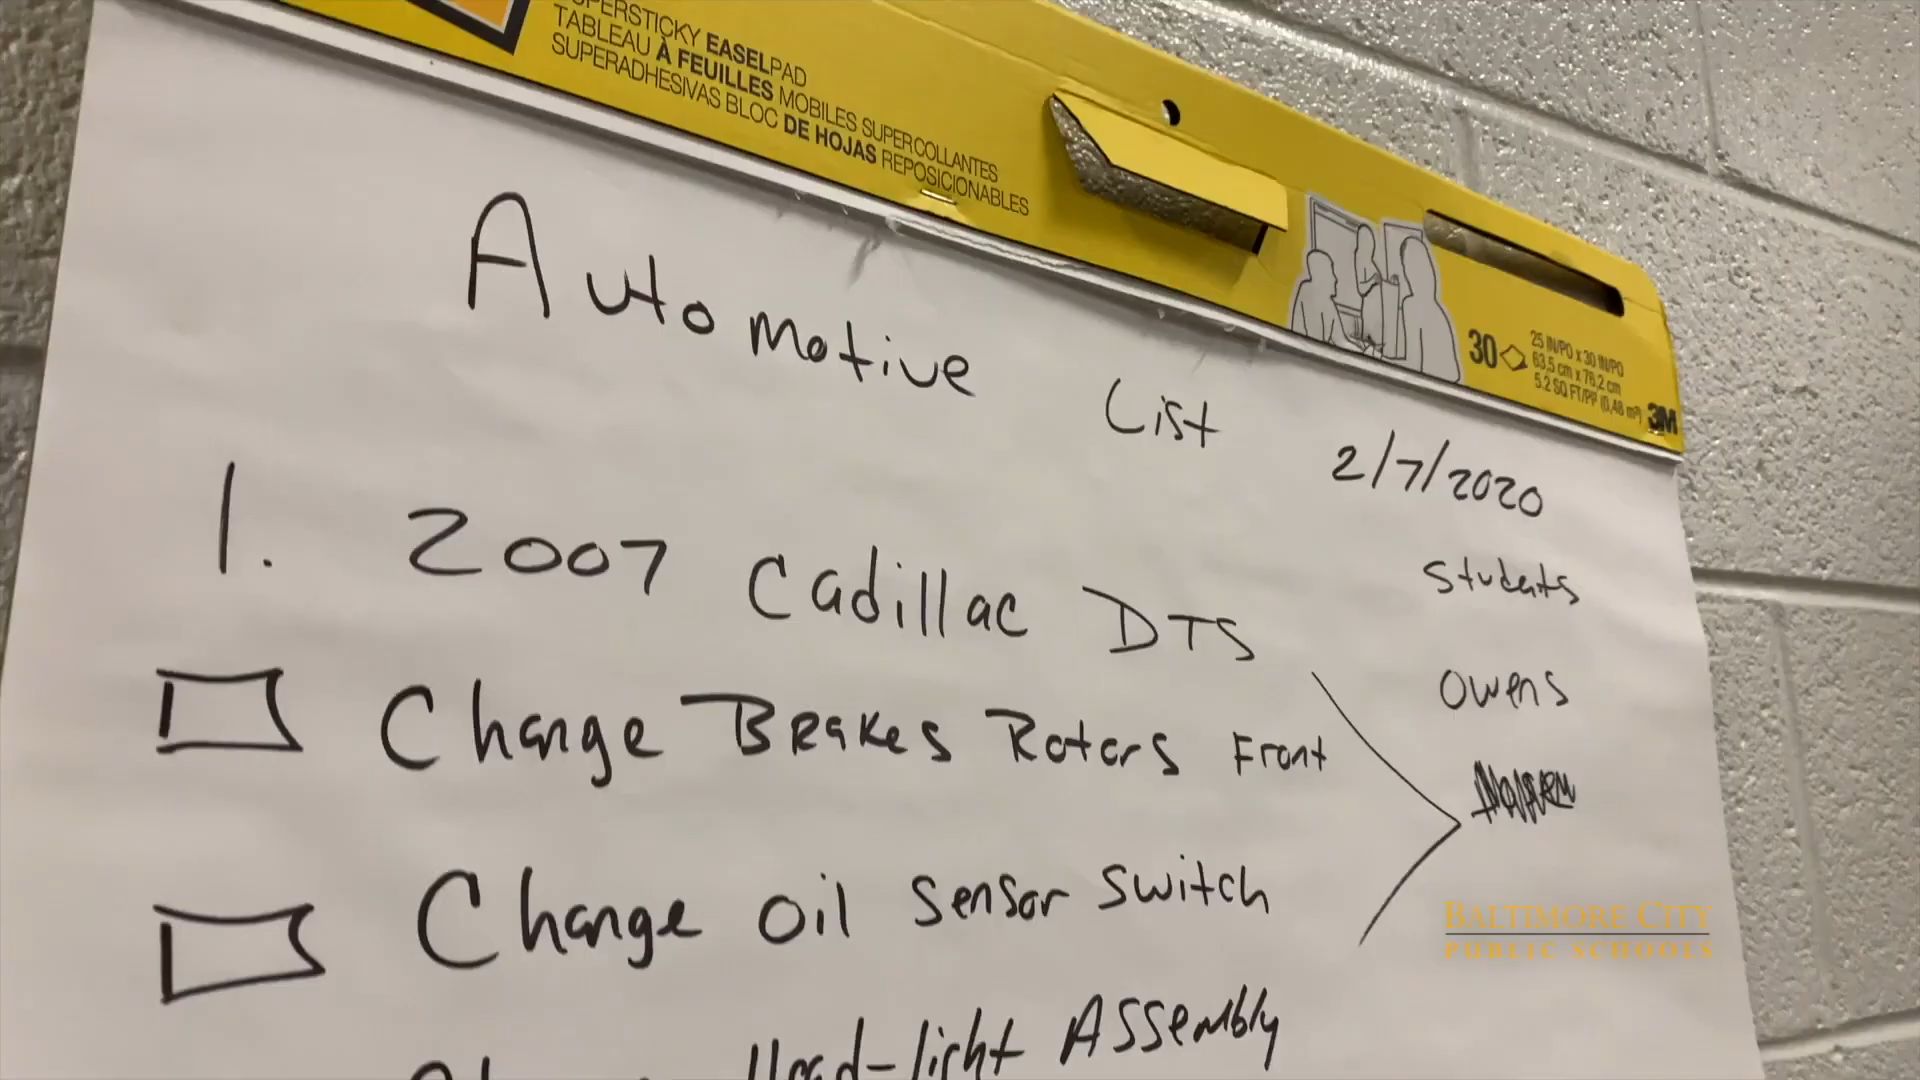 SUPERSTICKY EASELPAD
TABLEAU À FEUILLES MOBILES SUPERCOLLANTES
SUPERADHESIVAS BLOC DE HOJAS REPOSICIONABLES
30
25 IN/PO x 30 IN/PO
63,5 cm x 76,2 cm
5.2 SQ FT/PI² (0,48 m²)
3M
Automotive List 2/7/2020
1. 2007 Cadillac DTS
Students
Owens
Change Brakes Rotors Front
Change Oil Sensor Switch
Head-light Assembly
BALTIMORE CITY
PUBLIC SCHOOLS